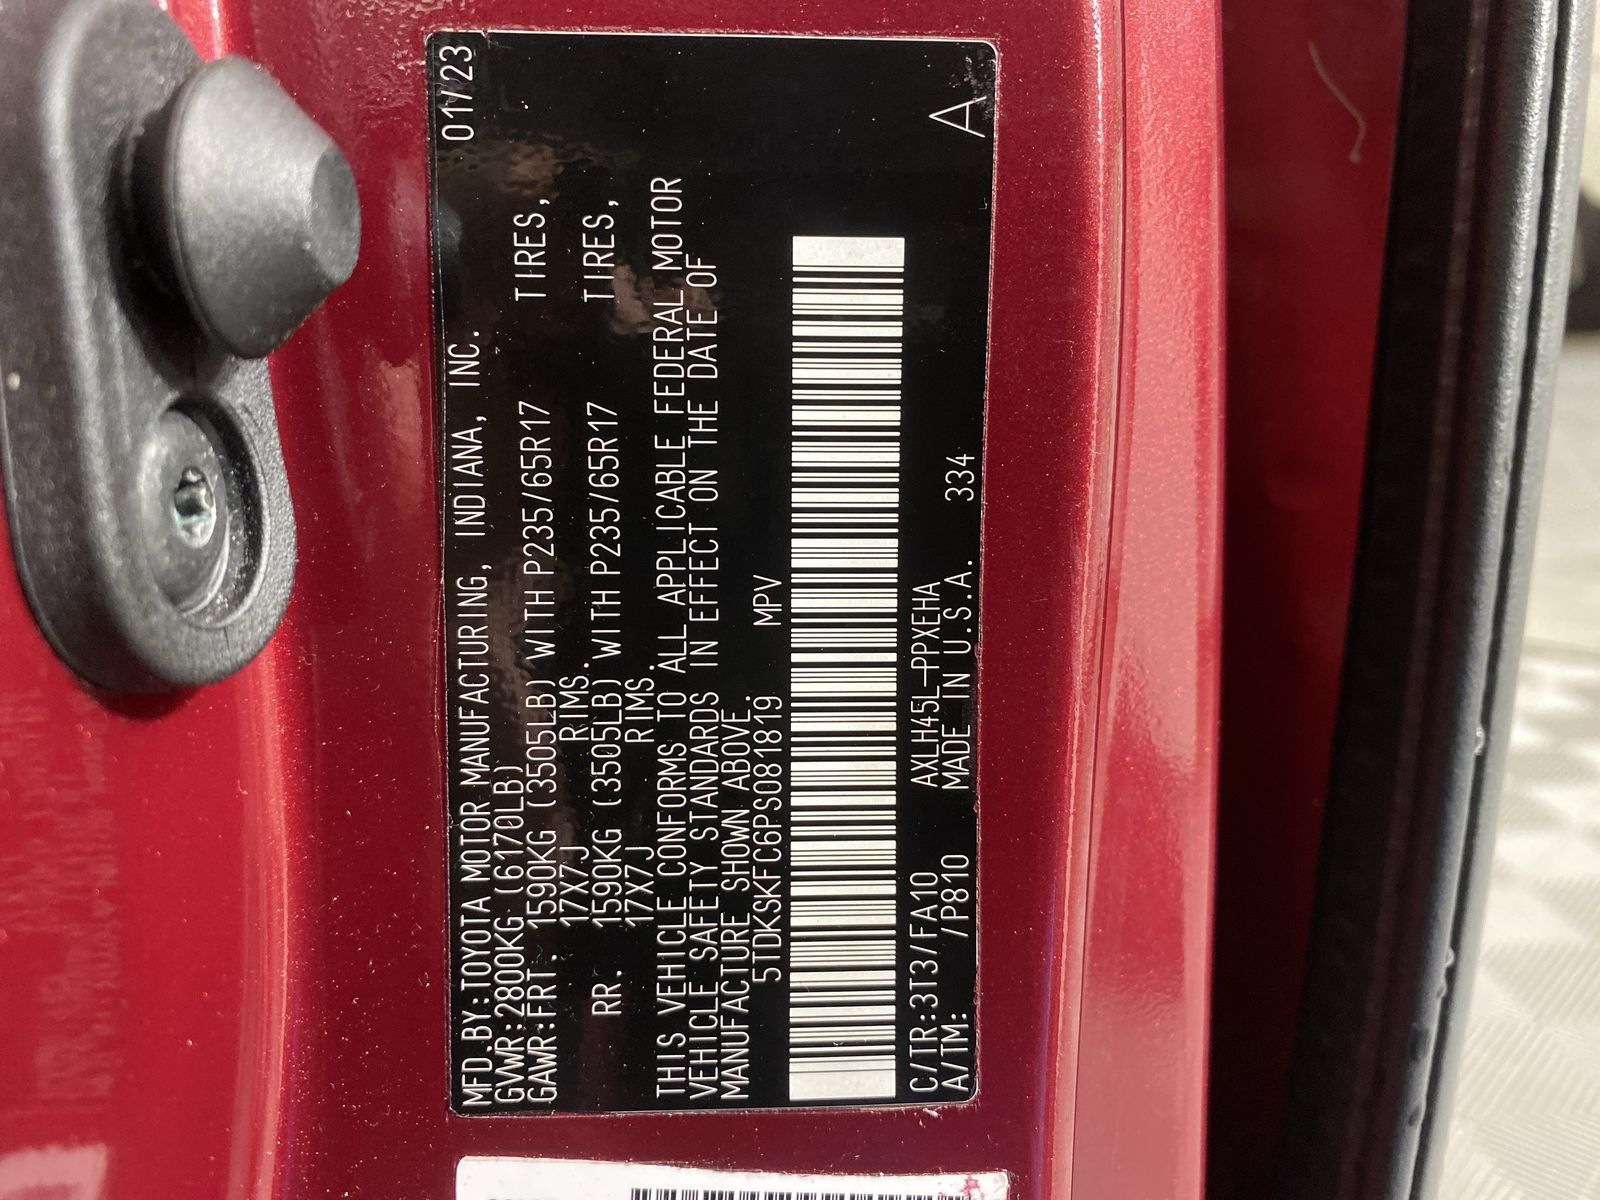 MFD.BY:TOYOTA MOTOR MANUFACTURING, INDIANA, INC. 01/23
GVWR:2800KG (6170LB)
GAWR:FRT. 1590KG (3505LB) WITH P235/65R17 TIRES,
17X7J RIMS.
RR. 1590KG (3505LB) WITH P235/65R17 TIRES,
17X7J RIMS.
THIS VEHICLE CONFORMS TO ALL APPLICABLE FEDERAL MOTOR
VEHICLE SAFETY STANDARDS IN EFFECT ON THE DATE OF
MANUFACTURE SHOWN ABOVE.
5TDKSKFC6PS081819. MPV
C/TR:3T3/FA10 AXLH45L-PPXEHA
A/TM: /P810 MADE IN U.S.A. 334 A